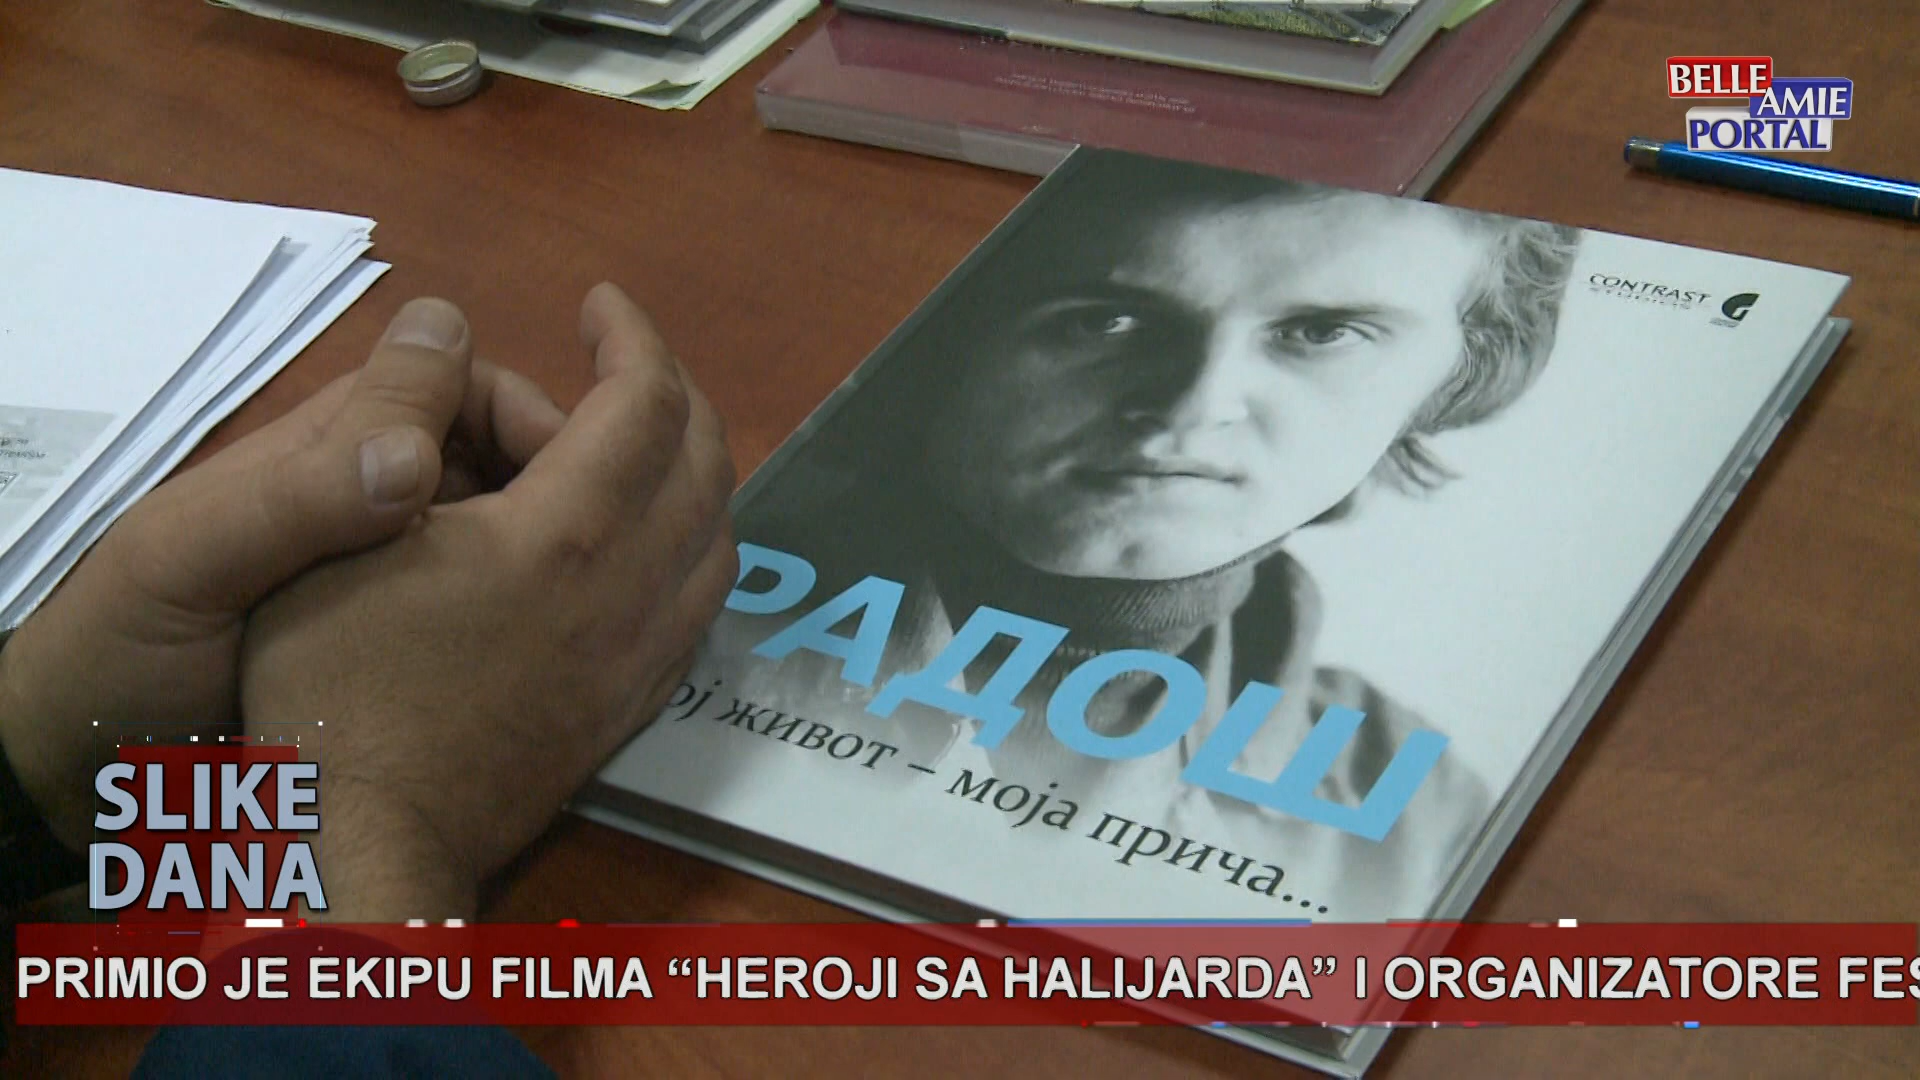 BELLE
AMIE
PORTAL
CONTRAST
STUDIOS
РАДОШ
ој живот – моја прича...
SLIKE
DANA
PRIMIO JE EKIPU FILMA “HEROJI SA HALIJARDA” I ORGANIZATORE FES